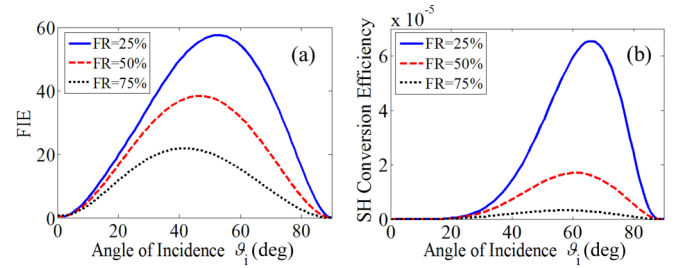 60
40
20
0
FIE
FR=25%
FR=50%
FR=75%
(a)
0 20 40 60 80
Angle of Incidence ϑi (deg)
x 10-5
6
4
2
0
SH Conversion Efficiency
FR=25%
FR=50%
FR=75%
(b)
0 20 40 60 80
Angle of Incidence ϑi (deg)